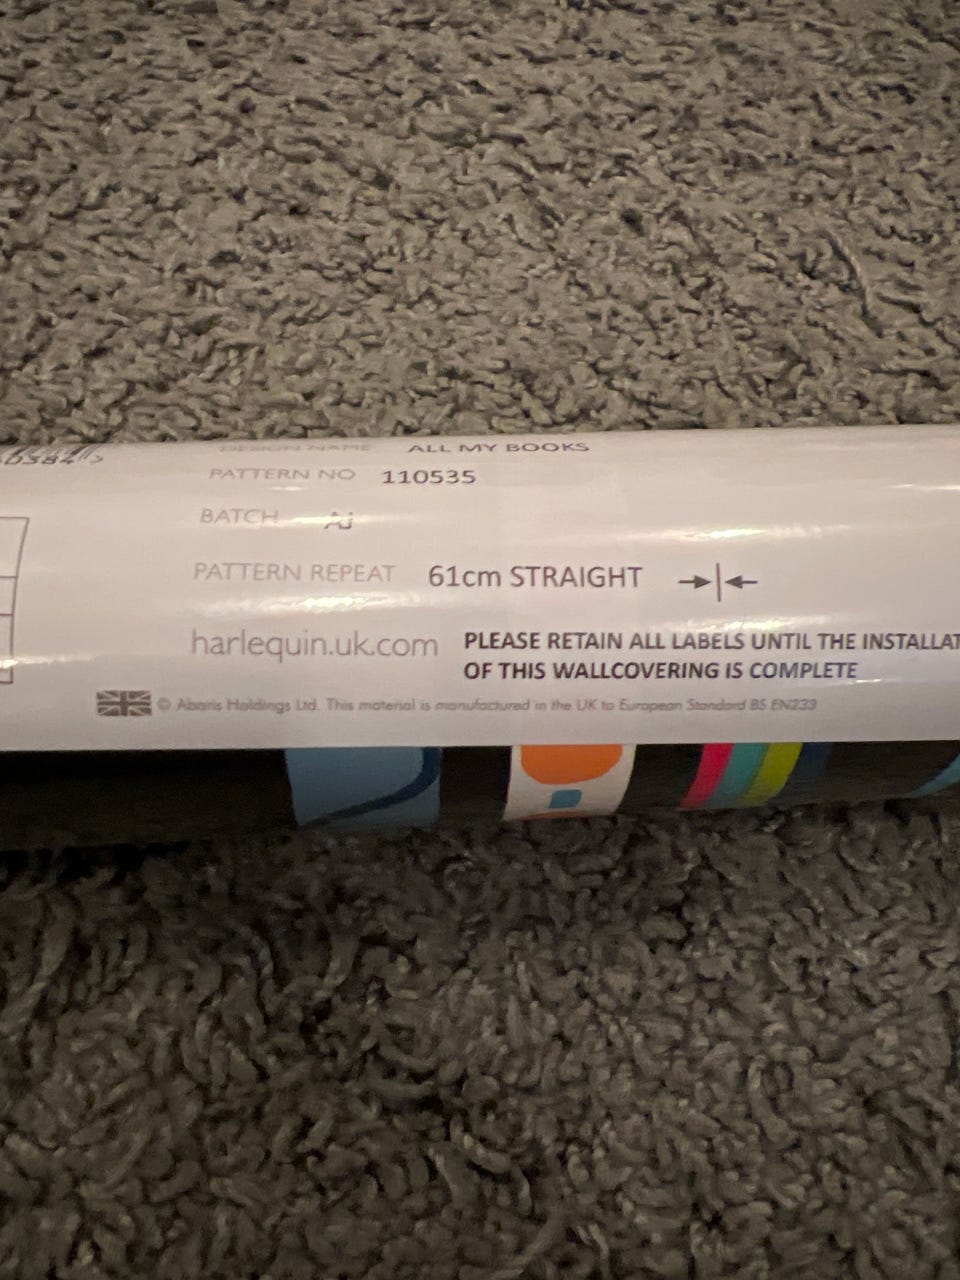 DESIGN NAME ALL MY BOOKS
PATTERN NO 110535
BATCH AJ
PATTERN REPEAT 61cm STRAIGHT
harlequin.uk.com PLEASE RETAIN ALL LABELS UNTIL THE INSTALLAT
OF THIS WALLCOVERING IS COMPLETE
© Abaris Holdings Ltd. This material is manufactured in the UK to European Standard BS EN233